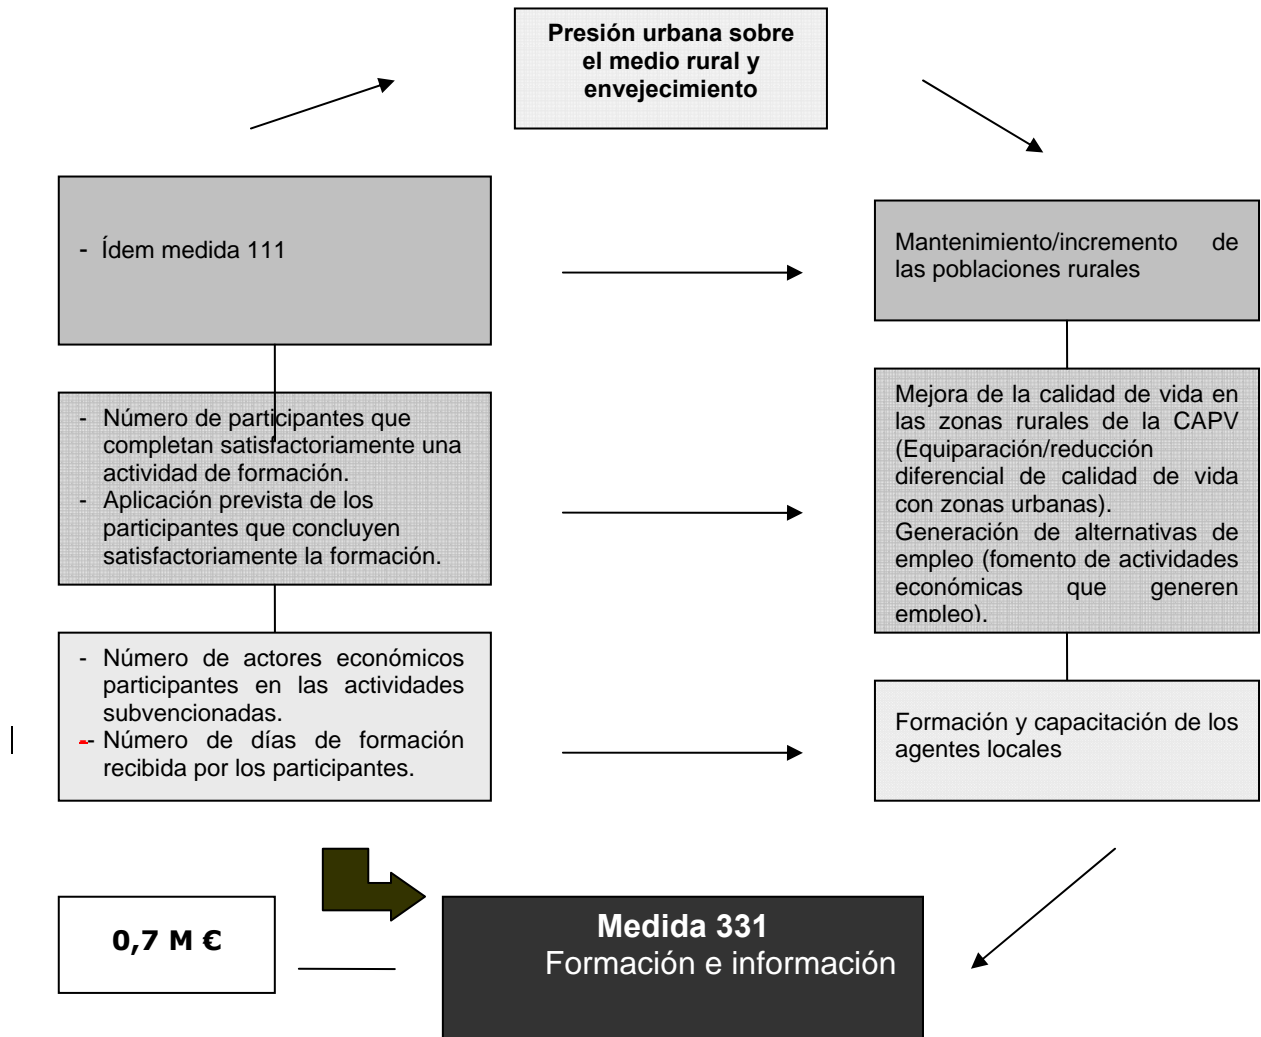 Presión urbana sobre
el medio rural y
envejecimiento
- Ídem medida 111
Mantenimiento/incremento de
las poblaciones rurales
- Número de participantes que
completan satisfactoriamente una
actividad de formación.
- Aplicación prevista de los
participantes que concluyen
satisfactoriamente la formación.
Mejora de la calidad de vida en
las zonas rurales de la CAPV
(Equiparación/reducción
diferencial de calidad de vida
con zonas urbanas).
Generación de alternativas de
empleo (fomento de actividades
económicas que generen
empleo).
- Número de actores económicos
participantes en las actividades
subvencionadas.
-- Número de días de formación
recibida por los participantes.
Formación y capacitación de los
agentes locales
0,7 M €
Medida 331
Formación e información